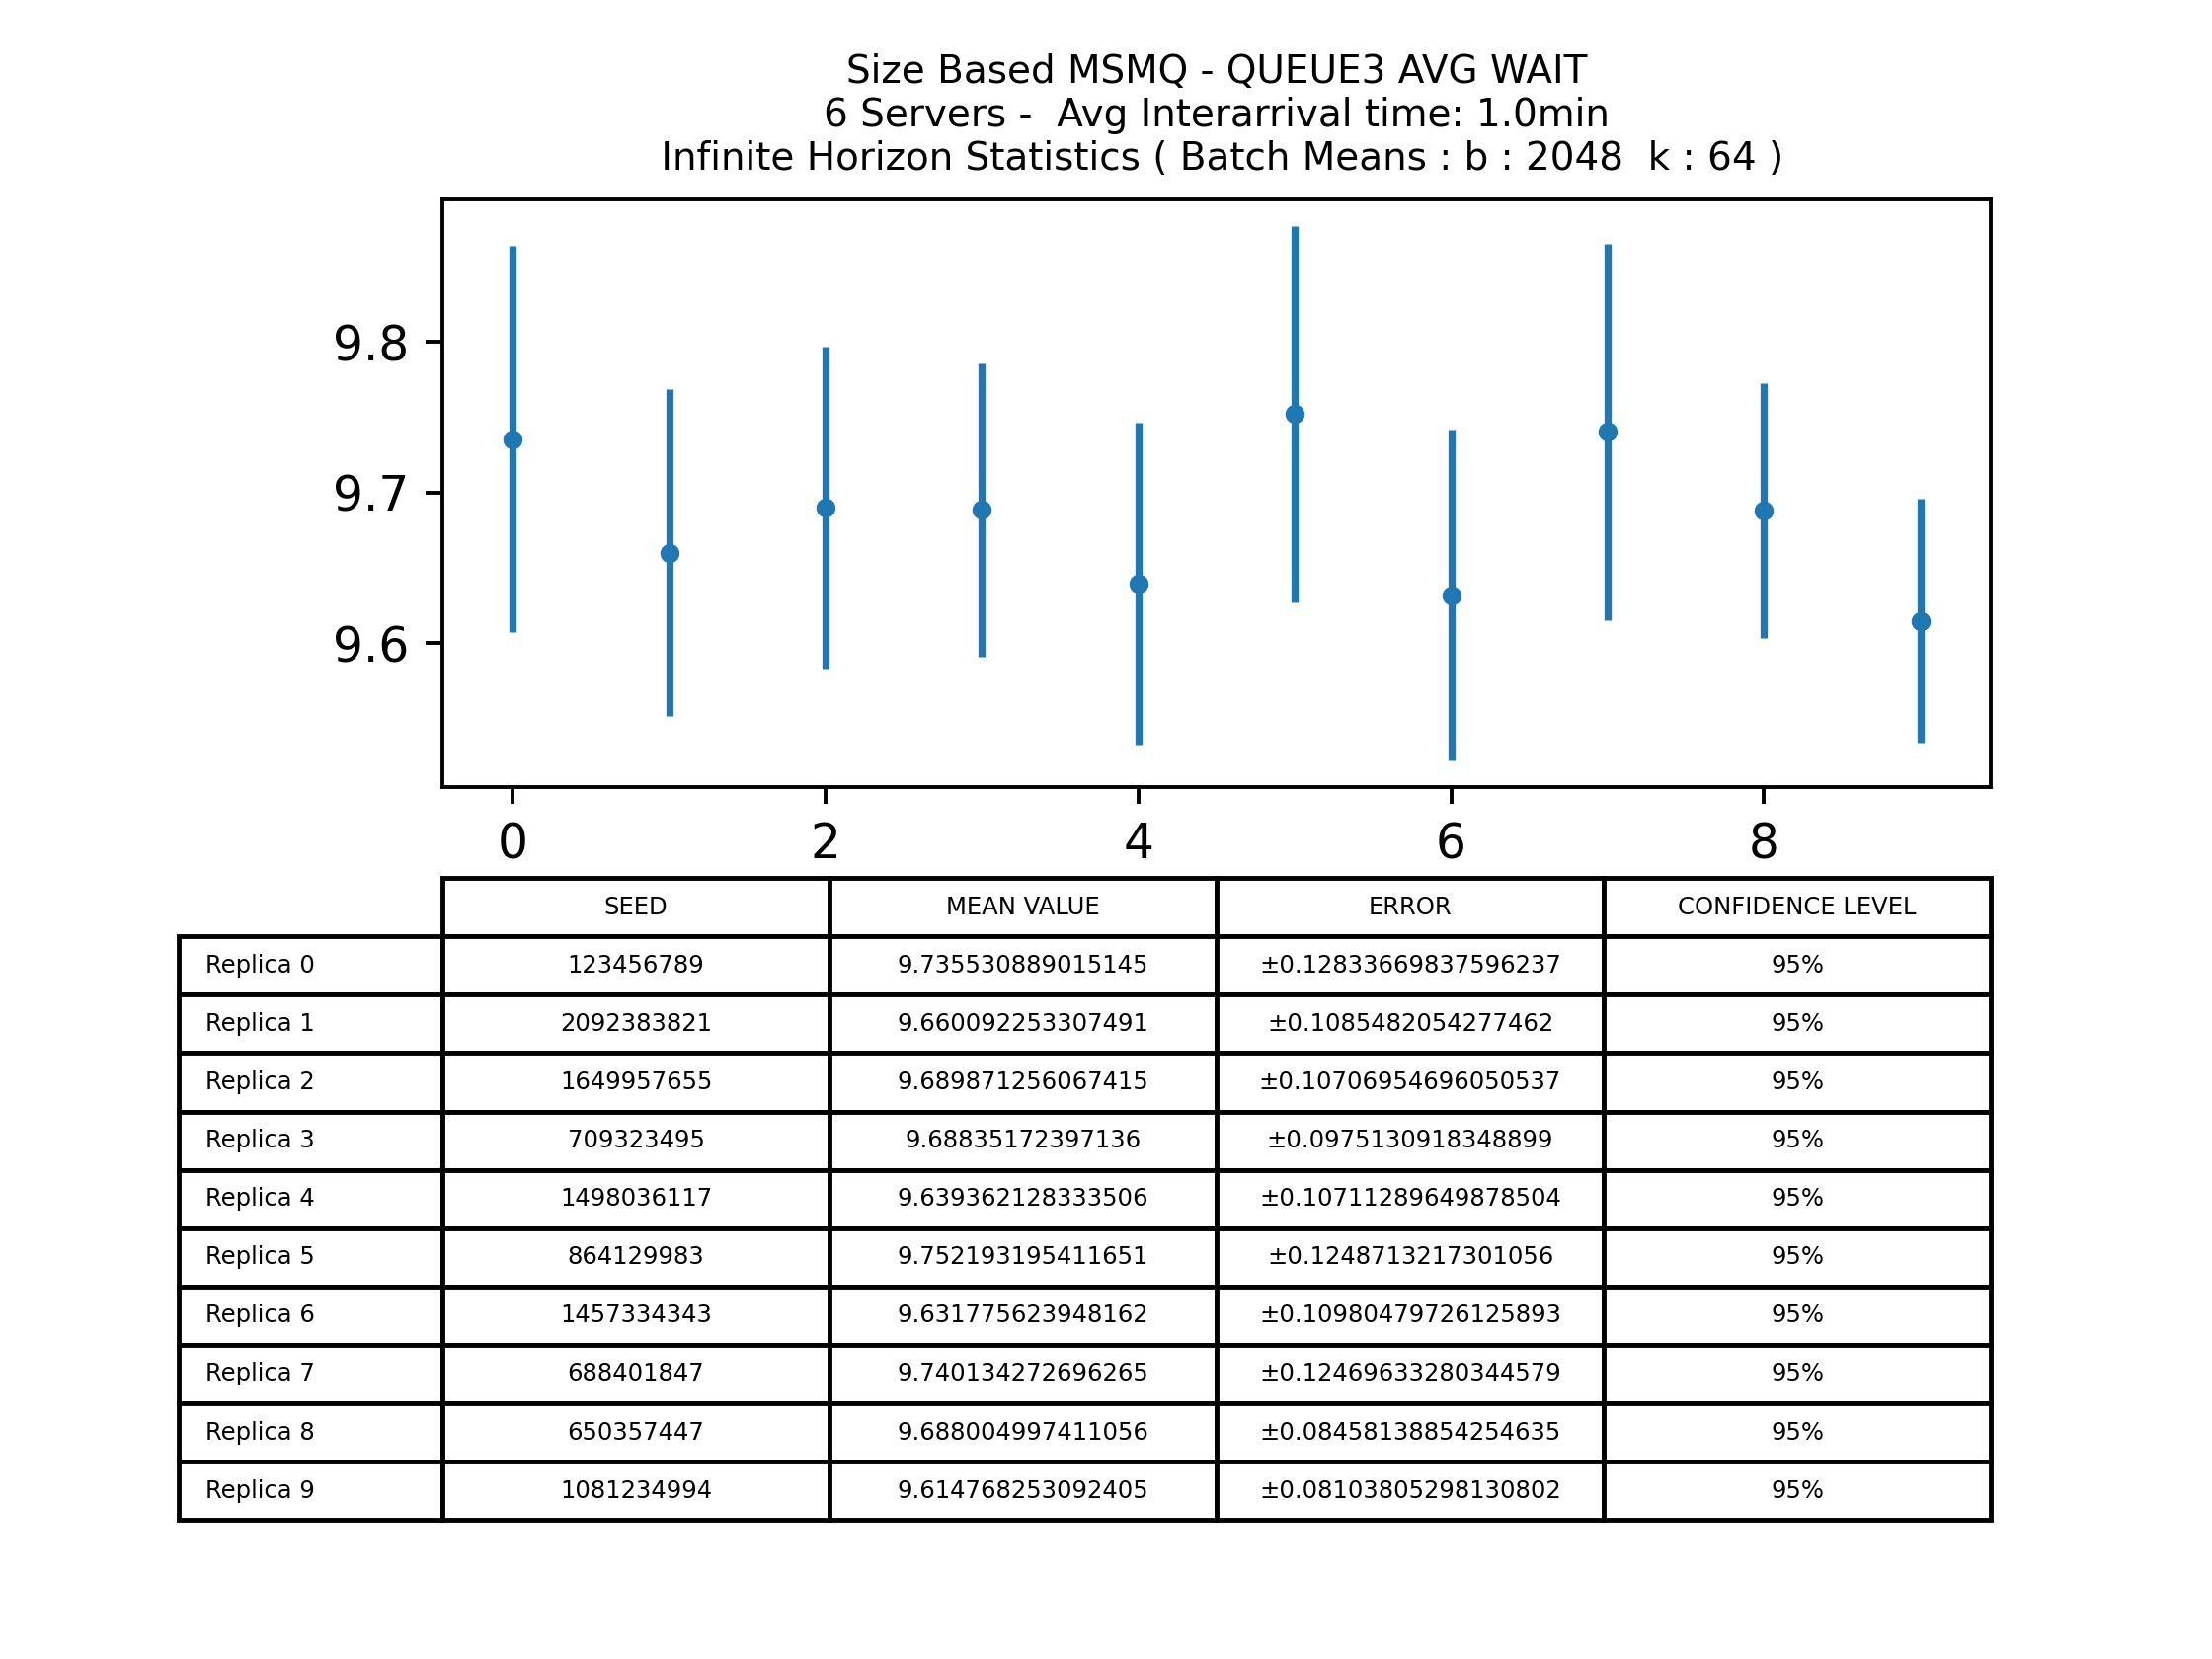 Size Based MSMQ - QUEUE3 AVG WAIT
6 Servers -  Avg Interarrival time: 1.0min
Infinite Horizon Statistics ( Batch Means : b : 2048  k : 64 )
9.8
9.7
9.6
0 2 4 6 8
SEED MEAN VALUE ERROR CONFIDENCE LEVEL
Replica 0 123456789 9.735530889015145 ±0.12833669837596237 95%
Replica 1 2092383821 9.660092253307491 ±0.1085482054277462 95%
Replica 2 1649957655 9.689871256067415 ±0.10706954696050537 95%
Replica 3 709323495 9.68835172397136 ±0.0975130918348899 95%
Replica 4 1498036117 9.639362128333506 ±0.10711289649878504 95%
Replica 5 864129983 9.752193195411651 ±0.1248713217301056 95%
Replica 6 1457334343 9.631775623948162 ±0.10980479726125893 95%
Replica 7 688401847 9.740134272696265 ±0.12469633280344579 95%
Replica 8 650357447 9.688004997411056 ±0.08458138854254635 95%
Replica 9 1081234994 9.614768253092405 ±0.08103805298130802 95%